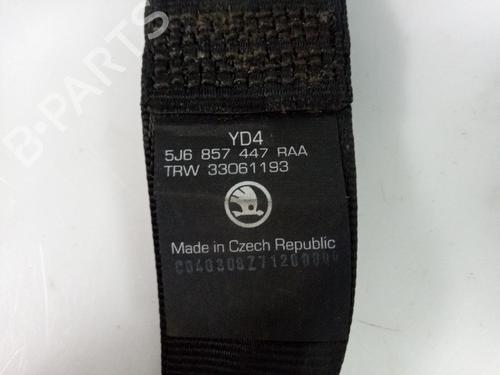 YD4
5J6 857 447 RAA
TRW 33061193
Made in Czech Republic
B-PARTS